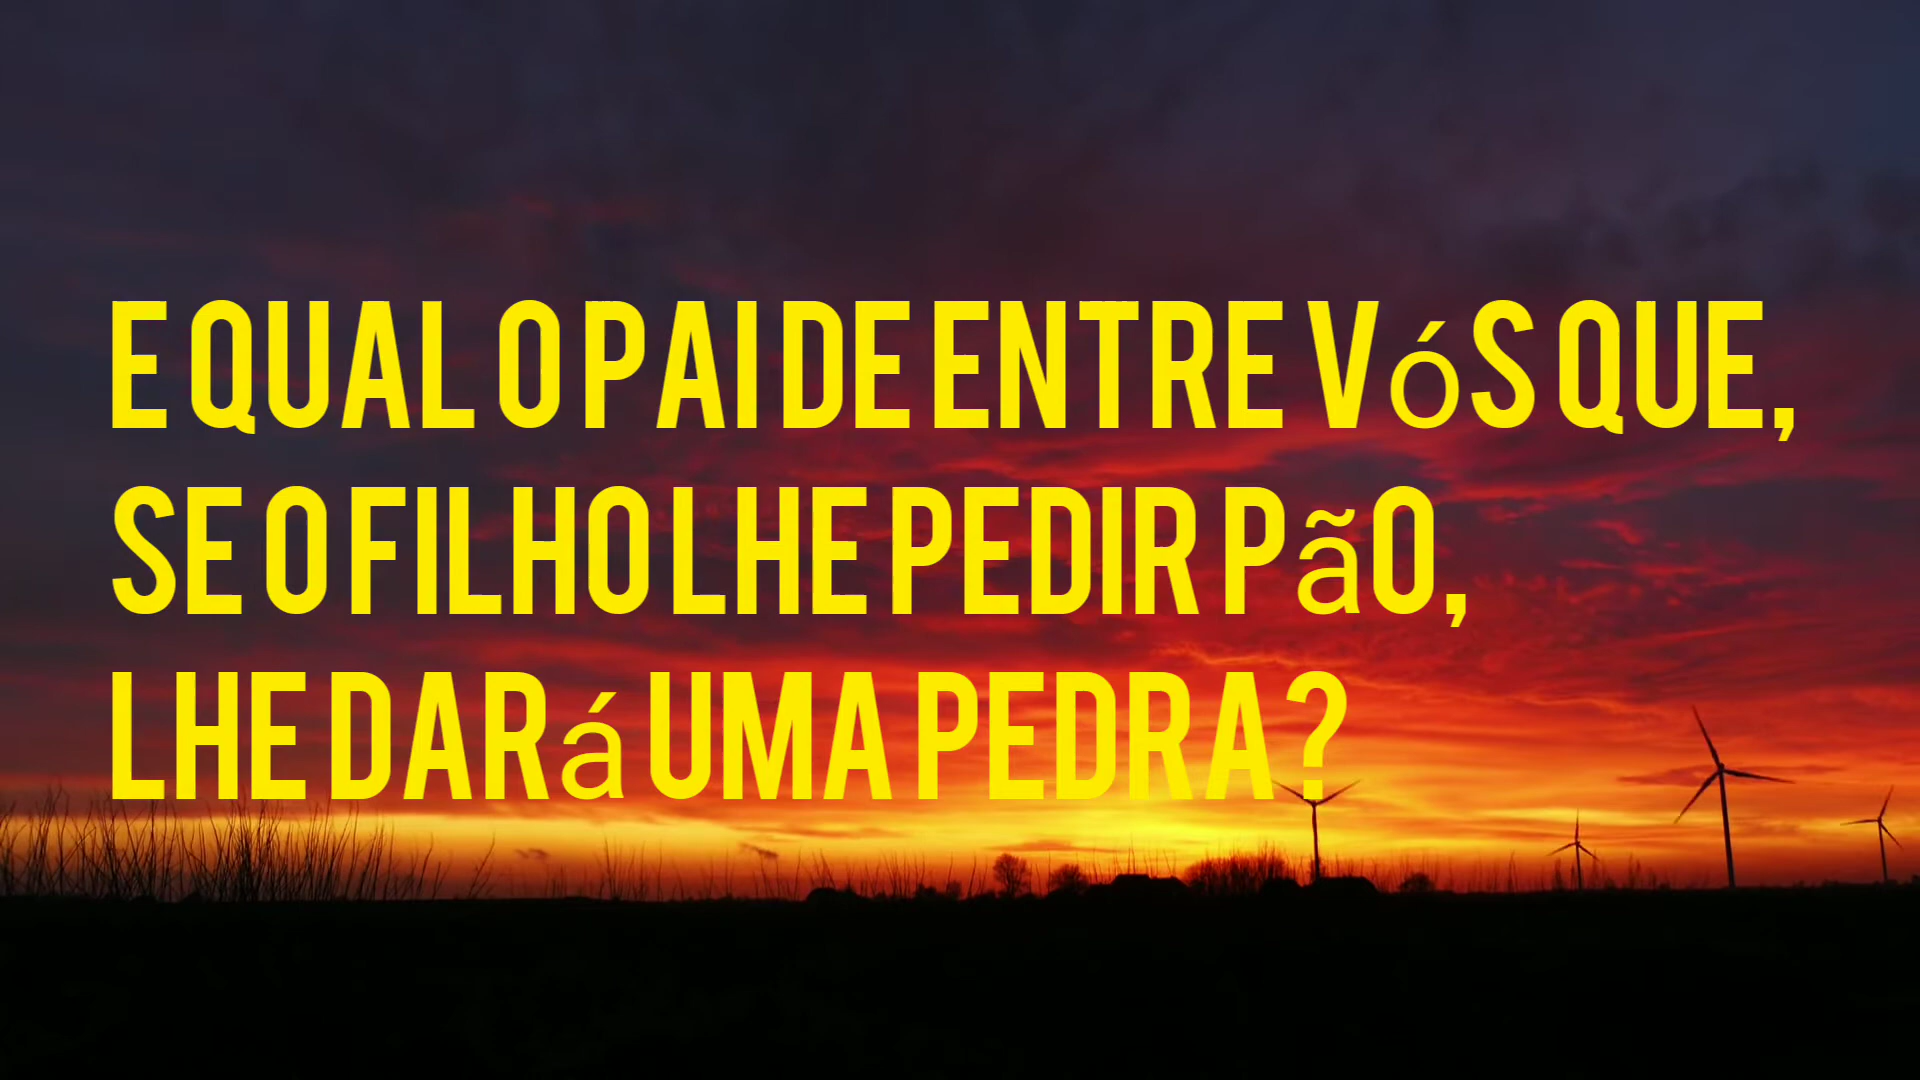 E QUAL O PAI DE ENTRE VóS QUE,
SE O FILHO LHE PEDIR PãO,
LHE DARá UMA PEDRA?